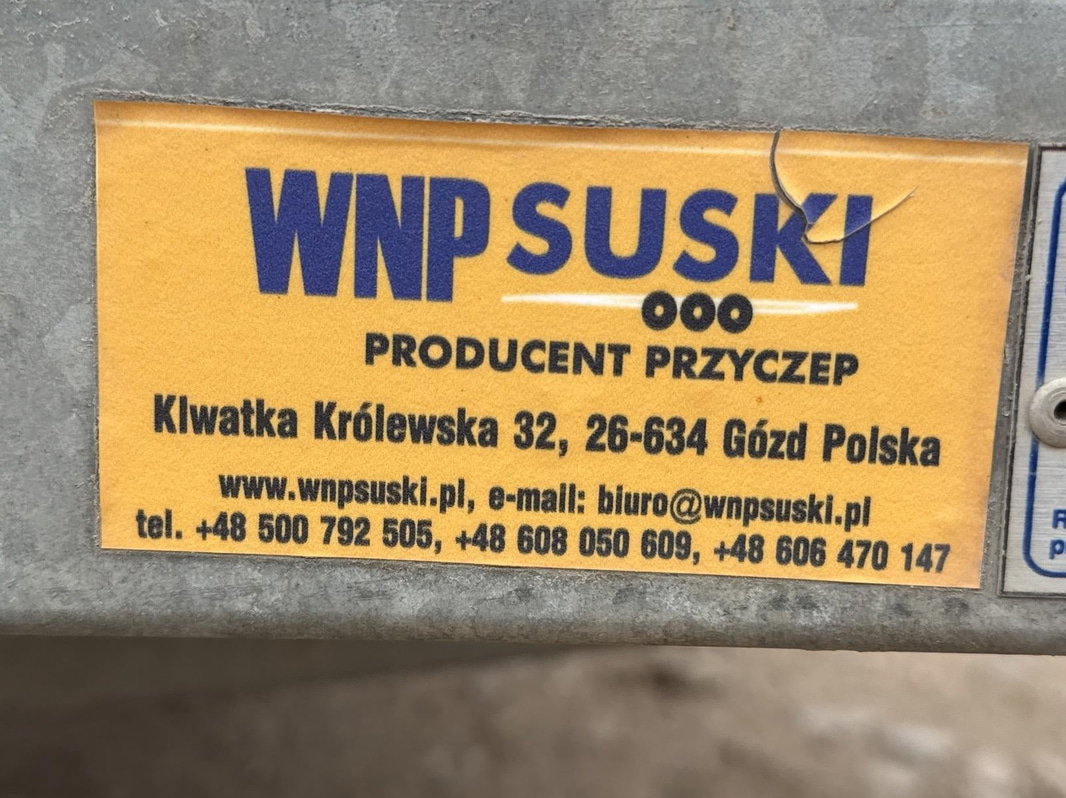 WNP SUSKI
PRODUCENT PRZYCZEP
Klwatka Królewska 32, 26-634 Gózd Polska
www.wnpsuski.pl, e-mail: biuro@wnpsuski.pl
tel. +48 500 792 505, +48 608 050 609, +48 606 470 147